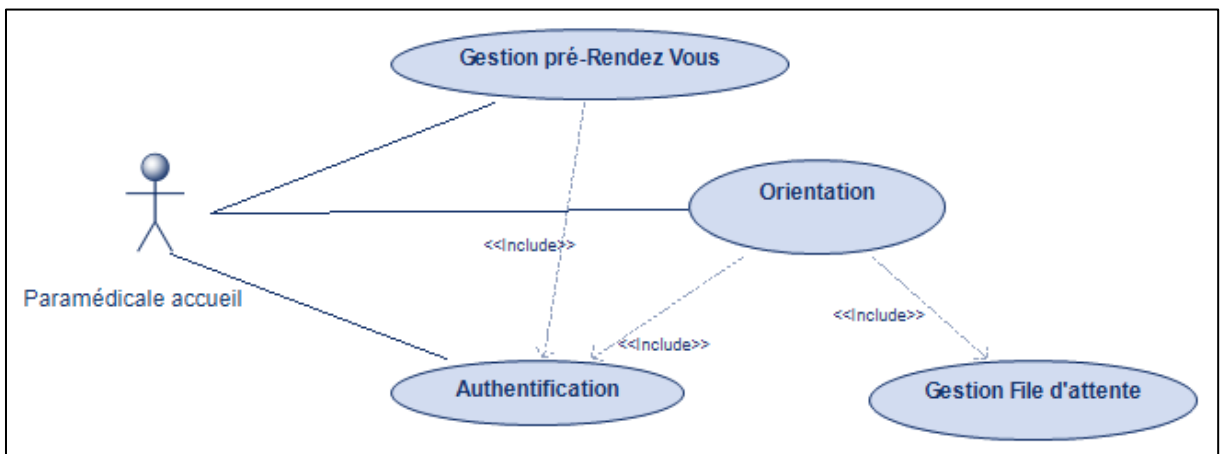 Gestion pré-Rendez Vous
Orientation
<<Include>>
Paramédicale accueil
<<Include>>
<<Include>>
Authentification
Gestion File d'attente